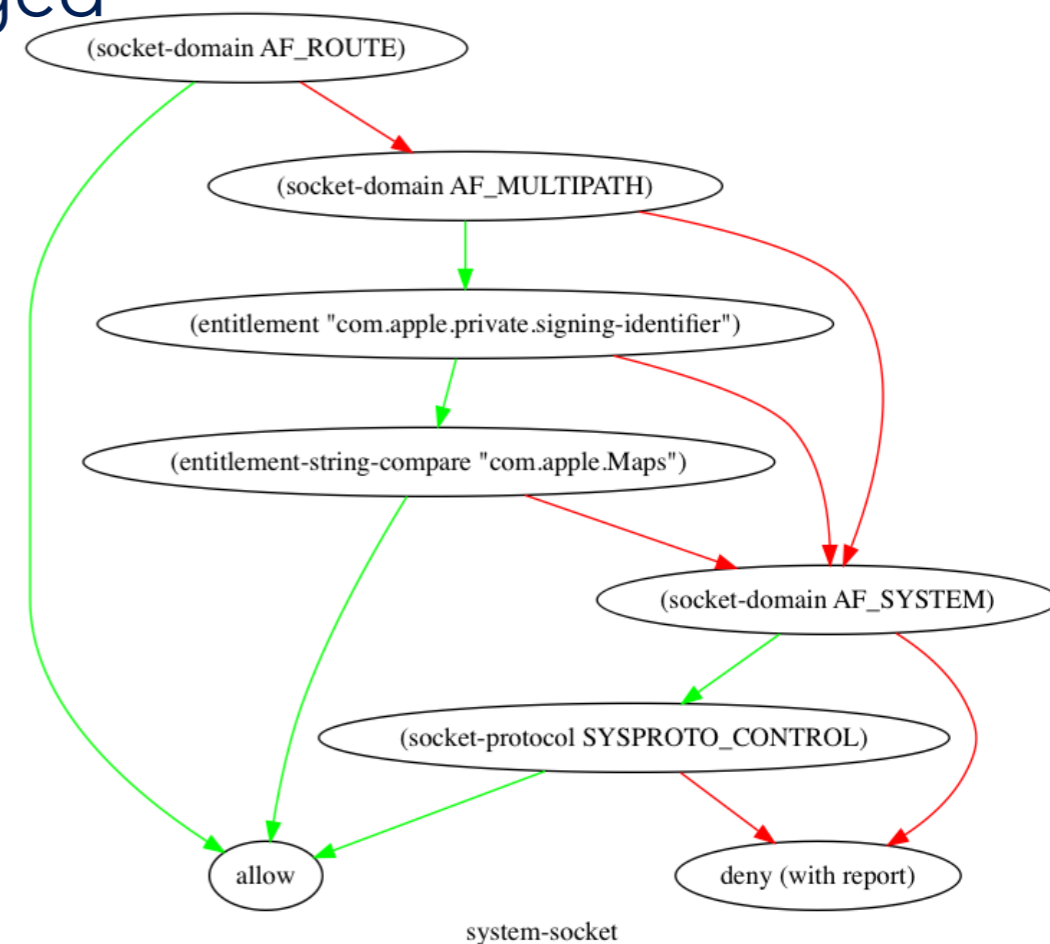 (socket-domain AF_ROUTE)
(socket-domain AF_MULTIPATH)
(entitlement "com.apple.private.signing-identifier")
(entitlement-string-compare "com.apple.Maps")
(socket-domain AF_SYSTEM)
(socket-protocol SYSPROTO_CONTROL)
allow
deny (with report)
system-socket